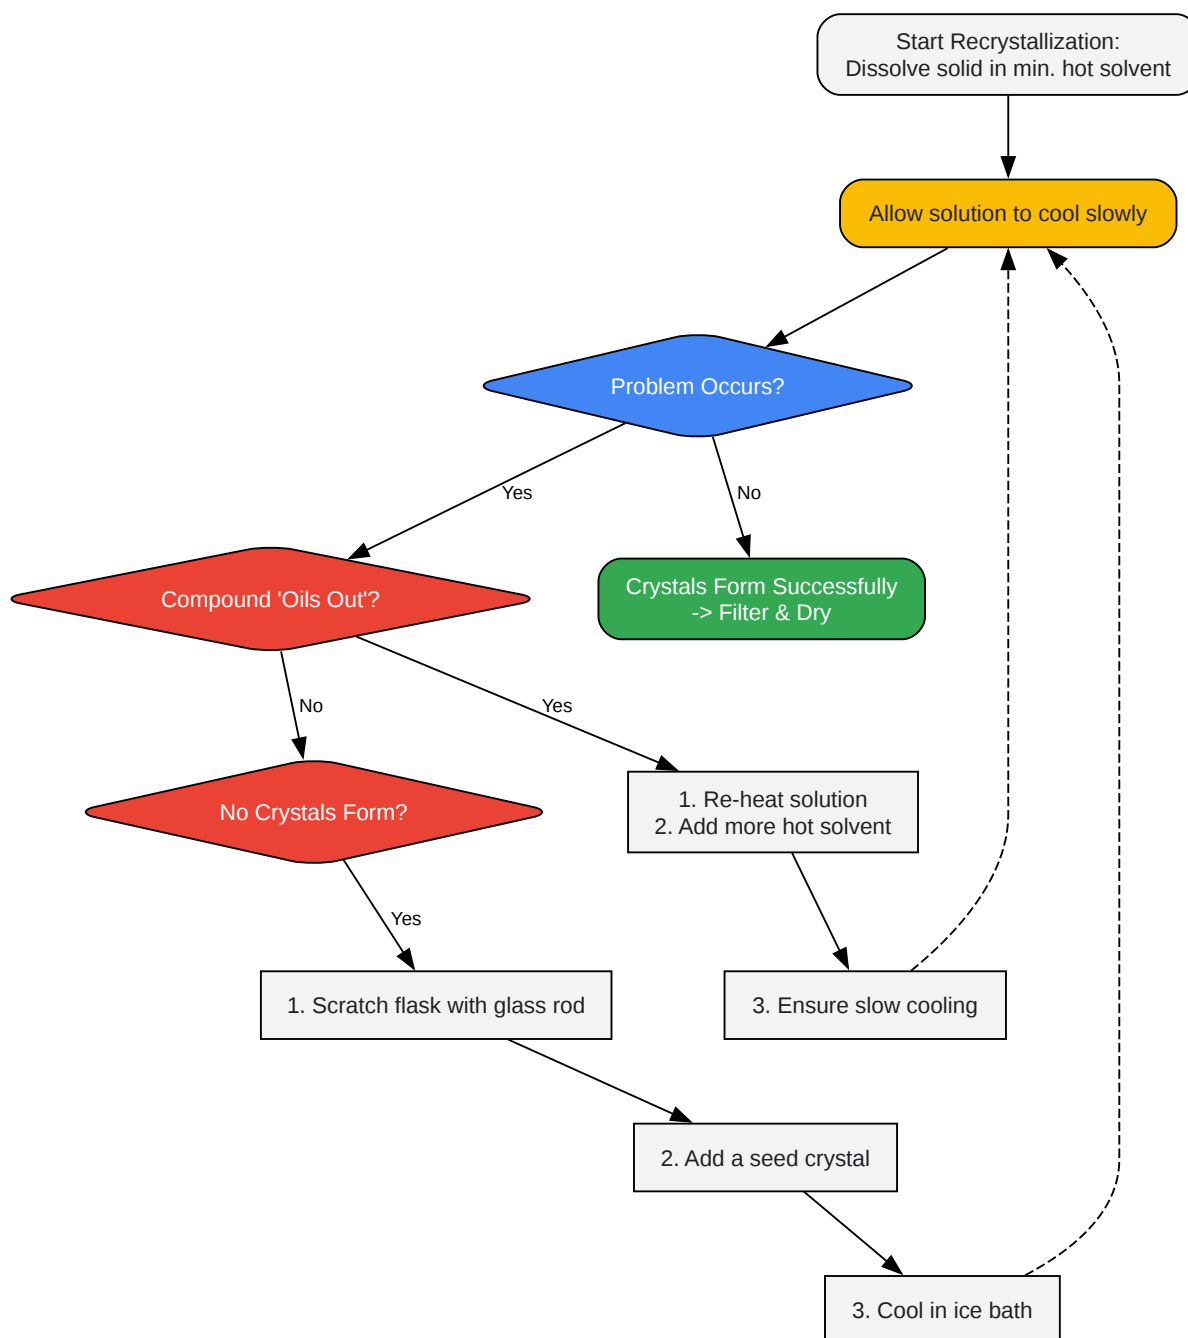 Start Recrystallization:
Dissolve solid in min. hot solvent
Allow solution to cool slowly
Problem Occurs?
Yes
No
Compound 'Oils Out'?
Crystals Form Successfully
-> Filter & Dry
No
Yes
No Crystals Form?
1. Re-heat solution
2. Add more hot solvent
Yes
1. Scratch flask with glass rod
3. Ensure slow cooling
2. Add a seed crystal
3. Cool in ice bath